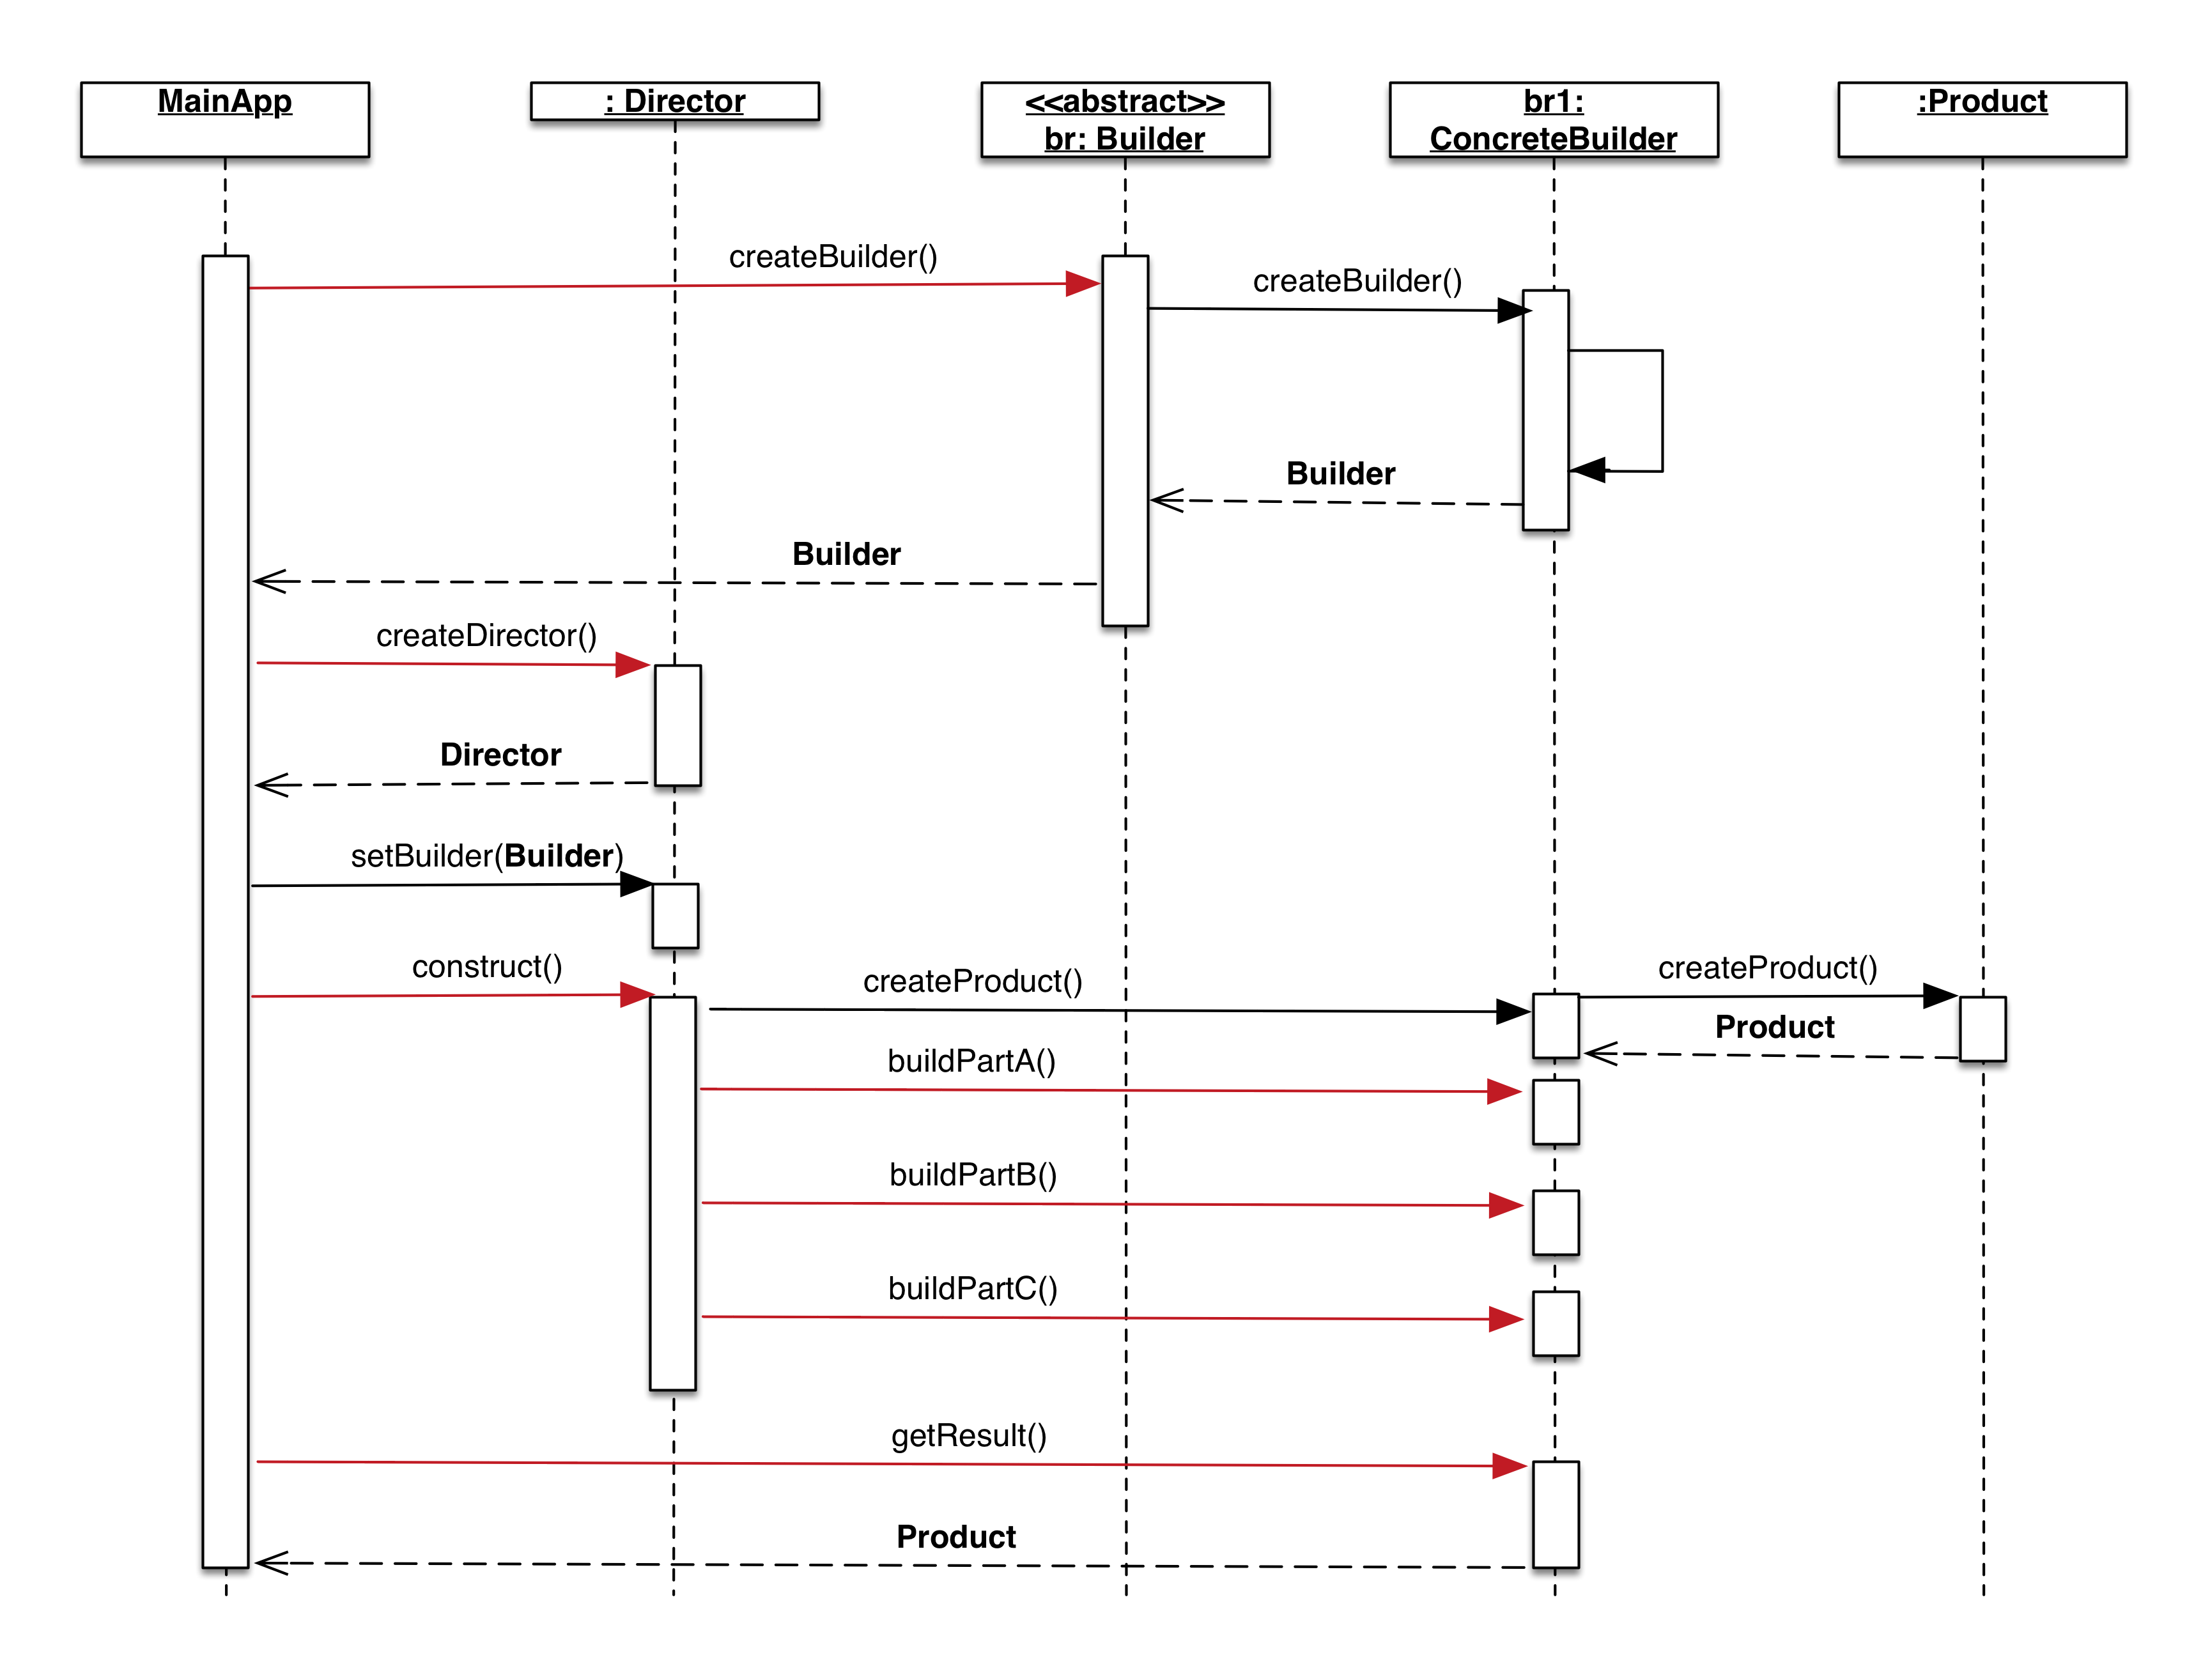 MainApp
: Director
<<abstract>>
br: Builder
br1:
ConcreteBuilder
:Product
createBuilder()
createBuilder()
Builder
Builder
createDirector()
Director
setBuilder(Builder)
construct()
createProduct()
createProduct()
Product
buildPartA()
buildPartB()
buildPartC()
getResult()
Product